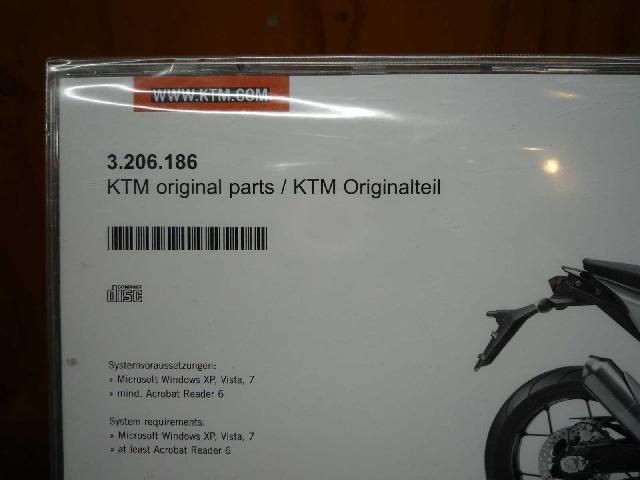 WWW.KTM.COM
3.206.186
KTM original parts / KTM Originalteil
COMPACT
disc
Systemvoraussetzungen:
» Microsoft Windows XP, Vista, 7
» mind. Acrobat Reader 6
System requirements:
» Microsoft Windows XP, Vista, 7
» at least Acrobat Reader 6